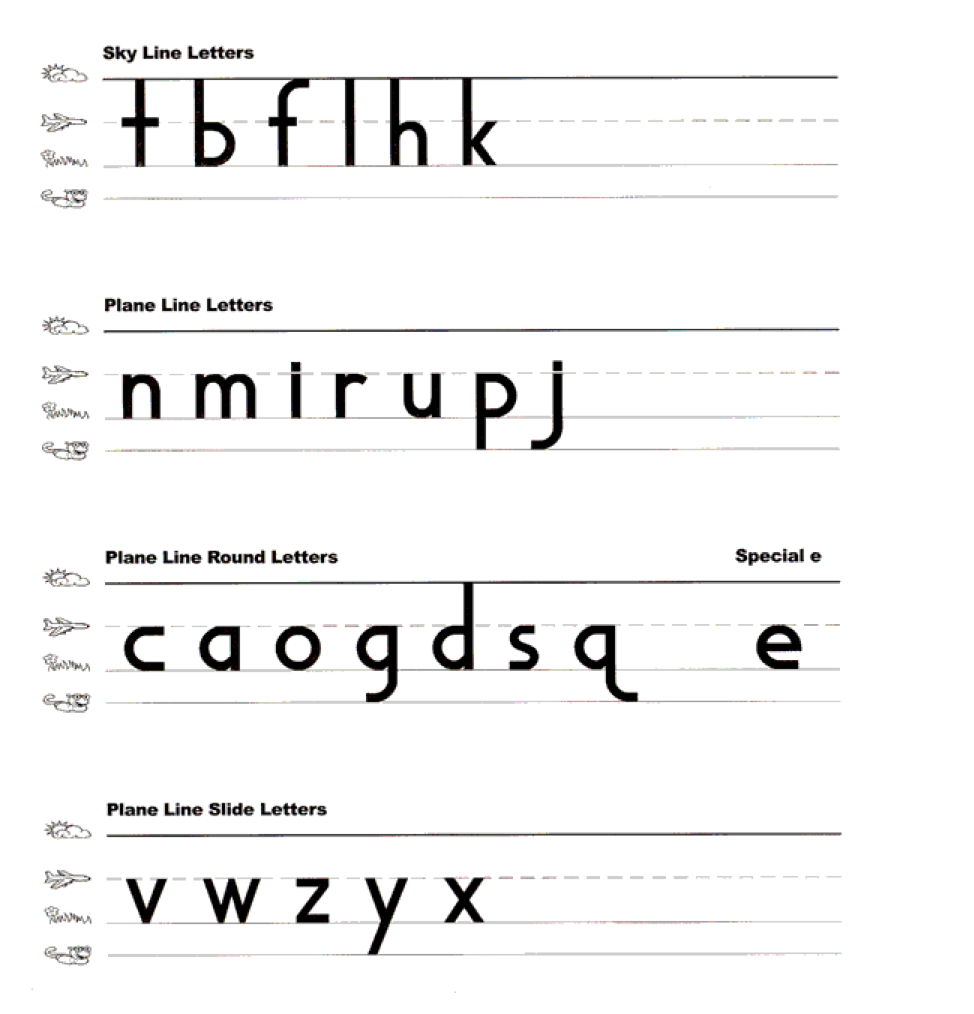 Sky Line Letters
t b f l h k
Plane Line Letters
n m i r u p j
Plane Line Round Letters Special e
c a o g d s q e
Plane Line Slide Letters
v w z y x